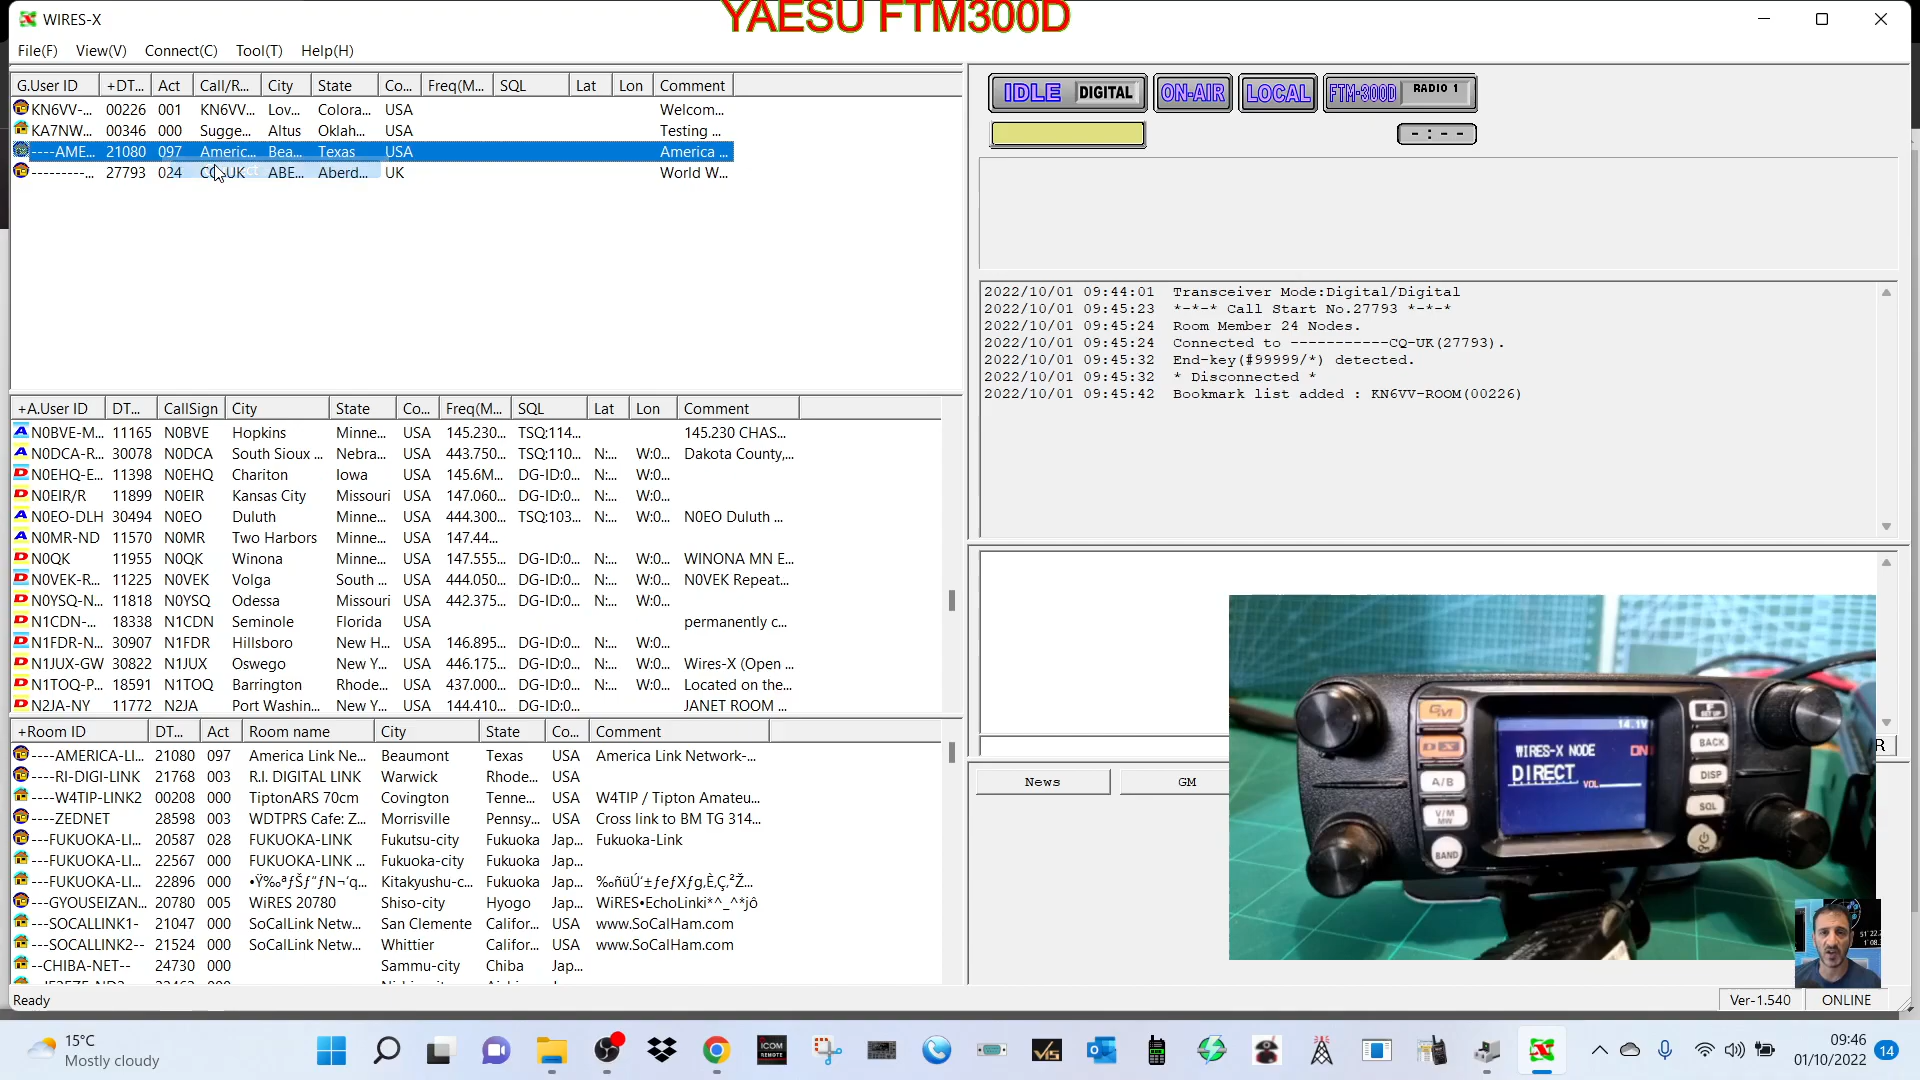 WIRES-X
YAESU FTM300D
File(F) View(V) Connect(C) Tool(T) Help(H)
G.User ID +DT... Act Call/R... City State Co... Freq(M... SQL Lat Lon Comment
KN6VV-... 00226 001 KN6VV... Lov... Colora... USA Welcom...
KA7NW... 00346 000 Sugge... Altus Oklah... USA Testing ...
----AME... 21080 097 Americ... Bea... Texas USA America ...
---------... 27793 024 CQ-UK ABE... Aberd... UK World W...
IDLE DIGITAL ON-AIR LOCAL FTM-300D RADIO 1
- : - -
2022/10/01 09:44:01 Transceiver Mode:Digital/Digital
2022/10/01 09:45:23 *-*-* Call Start No.27793 *-*-*
2022/10/01 09:45:24 Room Member 24 Nodes.
2022/10/01 09:45:24 Connected to -----------CQ-UK(27793).
2022/10/01 09:45:32 End-key(#99999/*) detected.
2022/10/01 09:45:32 * Disconnected *
2022/10/01 09:45:42 Bookmark list added : KN6VV-ROOM(00226)
+A.User ID DT... CallSign City State Co... Freq(M... SQL Lat Lon Comment
A N0BVE-M... 11165 N0BVE Hopkins Minne... USA 145.230... TSQ:114... 145.230 CHAS...
A N0DCA-R... 30078 N0DCA South Sioux ... Nebra... USA 443.750... TSQ:110... N:... W:0... Dakota County,...
D N0EHQ-E... 11398 N0EHQ Chariton Iowa USA 145.6M... DG-ID:0... N:... W:0...
D N0EIR/R 11899 N0EIR Kansas City Missouri USA 147.060... DG-ID:0... N:... W:0...
A N0EO-DLH 30494 N0EO Duluth Minne... USA 444.300... TSQ:103... N:... W:0... N0EO Duluth ...
A N0MR-ND 11570 N0MR Two Harbors Minne... USA 147.44...
D N0QK 11955 N0QK Winona Minne... USA 147.555... DG-ID:0... N:... W:0... WINONA MN E...
D N0VEK-R... 11225 N0VEK Volga South ... USA 444.050... DG-ID:0... N:... W:0... N0VEK Repeat...
D N0YSQ-N... 11818 N0YSQ Odessa Missouri USA 442.375... DG-ID:0... N:... W:0...
D N1CDN-... 18338 N1CDN Seminole Florida USA permanently c...
D N1FDR-N... 30907 N1FDR Hillsboro New H... USA 146.895... DG-ID:0... N:... W:0...
D N1JUX-GW 30822 N1JUX Oswego New Y... USA 446.175... DG-ID:0... N:... W:0... Wires-X (Open ...
D N1TOQ-P... 18591 N1TOQ Barrington Rhode... USA 437.000... DG-ID:0... N:... W:0... Located on the...
D N2JA-NY 11772 N2JA Port Washin... New Y... USA 144.410... DG-ID:0... JANET ROOM ...
+Room ID DT... Act Room name City State Co... Comment
----AMERICA-LI... 21080 097 America Link Ne... Beaumont Texas USA America Link Network-...
----RI-DIGI-LINK 21768 003 R.I. DIGITAL LINK Warwick Rhode... USA
----W4TIP-LINK2 00208 000 TiptonARS 70cm Covington Tenne... USA W4TIP / Tipton Amateu...
----ZEDNET 28598 003 WDTPRS Cafe: Z... Morrisville Pennsy... USA Cross link to BM TG 314...
---FUKUOKA-LI... 20587 028 FUKUOKA-LINK Fukutsu-city Fukuoka Jap... Fukuoka-Link
---FUKUOKA-LI... 22567 000 FUKUOKA-LINK ... Fukuoka-city Fukuoka Jap...
---FUKUOKA-LI... 22896 000 Kitakyushu-c... Fukuoka Jap...
---GYOUSEIZAN... 20780 005 WiRES 20780 Shiso-city Hyogo Jap... WiRES•EchoLinki*^_^*jô
---SOCALLINK1- 21047 000 SoCalLink Netw... San Clemente Califor... USA www.SoCalHam.com
---SOCALLINK2-- 21524 000 SoCalLink Netw... Whittier Califor... USA www.SoCalHam.com
--CHIBA-NET-- 24730 000 Sammu-city Chiba Jap...
R
News GM
14.1V
WIRES-X NODE ON
DIRECT
VOL
GM
DX
A/B
V/M
MW
BAND
F
SETUP
BACK
DISP
SQL
Ready Ver-1.540 ONLINE
15°C
Mostly cloudy
ICOM
REMOTE
09:46
01/10/2022
14